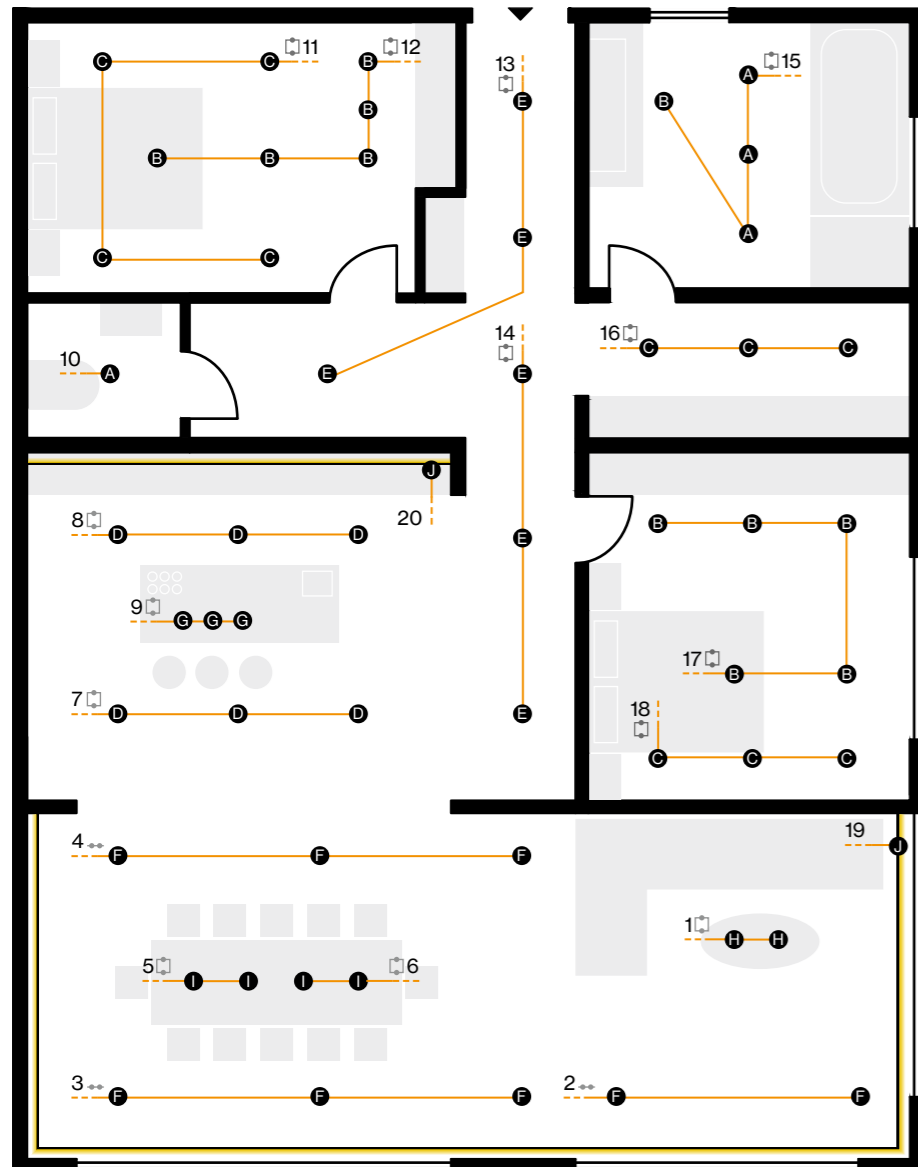 11 12 13 15
C C B E A
B B A
B B B A
E A
C C
14 16
10 A E E C C C
J
20
8 D D D E B B B
9 G G G
17 B B
18
7 D D D E
C C C
19 J
4 F F F
1 H H
5 I I I I 6
3 F F F 2 F F